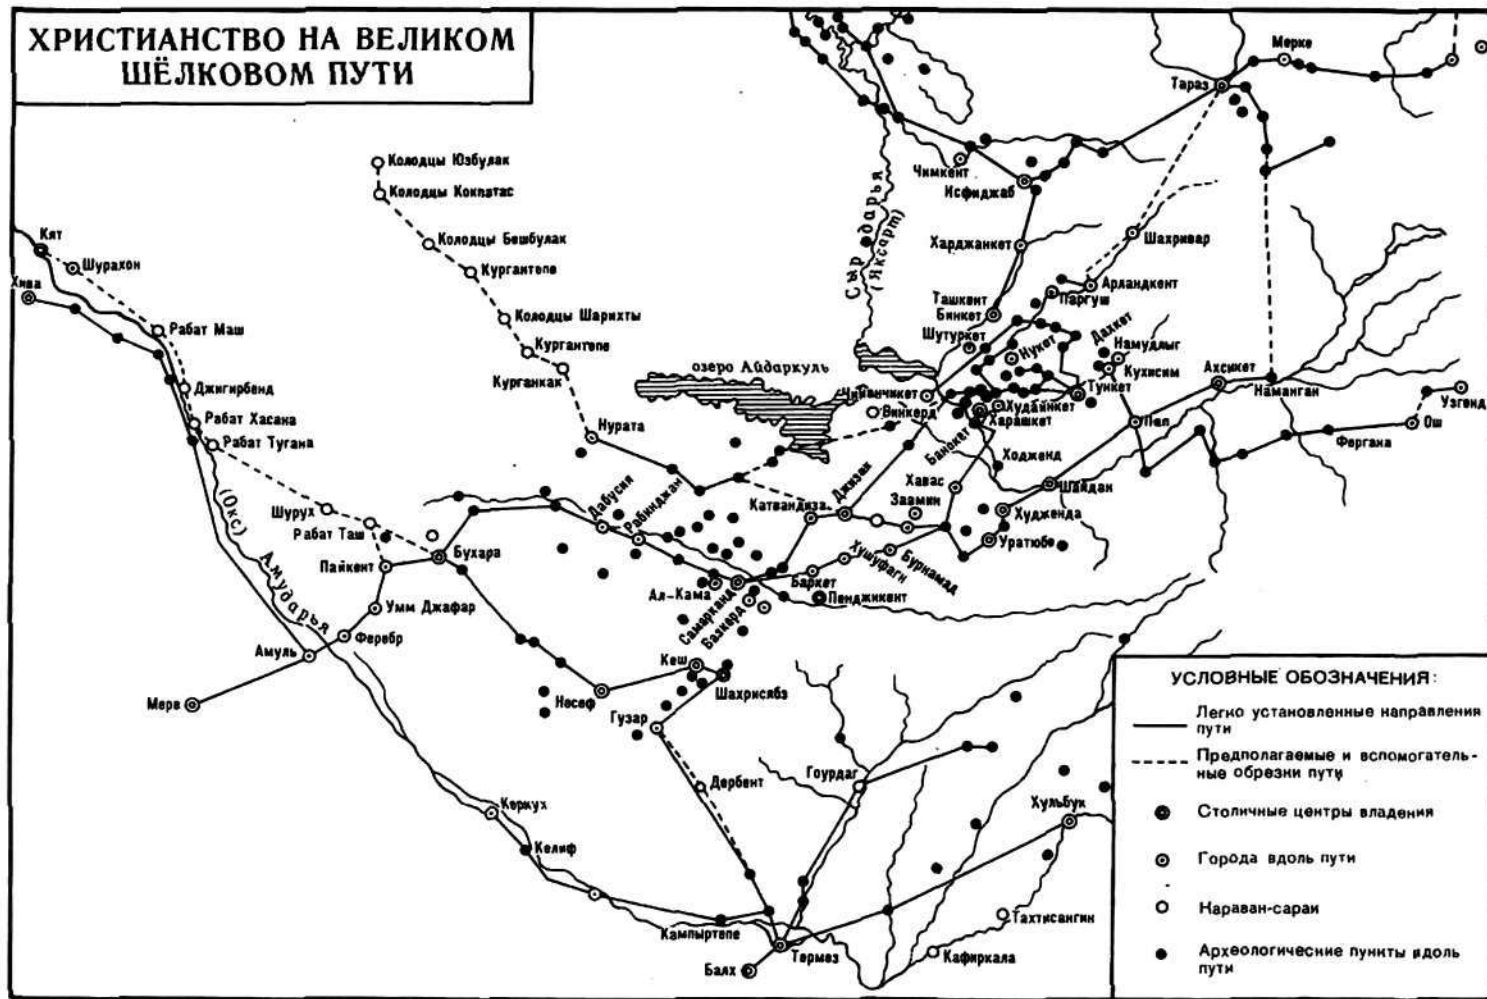 ХРИСТИАНСТВО НА ВЕЛИКОМ
ШЁЛКОВОМ ПУТИ
Мерке
Тараз
Колодцы Юзбулак
Колодцы Кокпатас
Чимкент
Исфиджаб
Сырдарья
(Яксарт)
Кят
Шурахон
Колодцы Бешбулак
Кургантепе
Харджанкет
Шахривар
Хива
Арландкент
Паргуш
Ташкент
Бинкет
Колодцы Шарихты
Рабат Маш
Шутуркет
Нукет
Дахкет
Намудлыг
Кухисим
Кургантепе
Курганкак
озеро Айдаркуль
Ахсикет
Наманган
Узгенд
Джигирбенд
Чинанчикет
Тункет
Винкерд
Худайнкет
Харашкет
Рабат Хасана
Рабат Тугана
Нурата
Банокет
Пап
Ош
Фергана
Ходженд
(Окс)
Амударья
Дабусия
Рабинджан
Джизак
Хавас
Заамин
Шайдан
Катвандиза
Шурух
Рабат Таш
Худженда
Уратюбе
Бухара
Пайкент
Хушуфагн
Бурнамад
Баркет
Ал-Кама
Самарканд
Базкерд
Пенджикент
Умм Джафар
Феребр
Амуль
Мерв
Кеш
Шахрисябз
Несеф
Гузар
Дербент
Гоурдаг
Хульбук
Керкух
Келиф
Кампыртепе
Термез
Балх
Тахтисангин
Кафиркала
УСЛОВНЫЕ ОБОЗНАЧЕНИЯ:
Легко установленные направления
пути
Предполагаемые и вспомогатель-
ные обрезни пути
Столичные центры владения
Города вдоль пути
Караван-сараи
Археологические пункты вдоль
пути